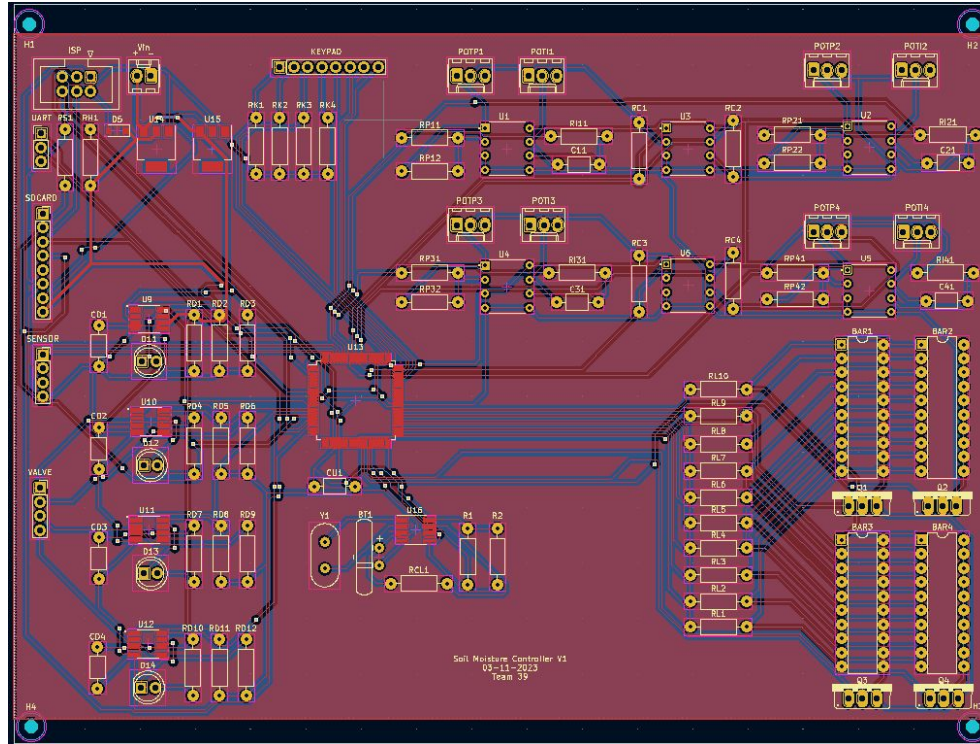 H1
ISP
Vin
+ -
KEYPAD
POTP1
POTI1
POTP2
POTI2
H2
UART
RS1
RH1
D5
U14
U15
RK1
RK2
RK3
RK4
RP11
RP12
U1
RI11
C11
RC1
U3
RC2
RP21
RP22
U2
RI21
C21
SDCARD
POTP3
POTI3
POTP4
POTI4
RP31
RP32
U4
RI31
C31
RC3
U6
RC4
RP41
RP42
U5
RI41
C41
CD1
U9
D11
RD1
RD2
RD3
SENSOR
U13
BAR1
BAR2
RL10
RL9
RL8
RL7
RL6
RL5
RL4
RL3
RL2
RL1
CD2
U10
D12
RD4
RD5
RD6
VALVE
CU1
Q1
Q2
CD3
U11
D13
RD7
RD8
RD9
Y1
BT1
+
U16
R1
R2
RCL1
BAR3
BAR4
CD4
U12
D14
RD10
RD11
RD12
Soil Moisture Controller V1
03-11-2023
Team 39
Q3
Q4
H4